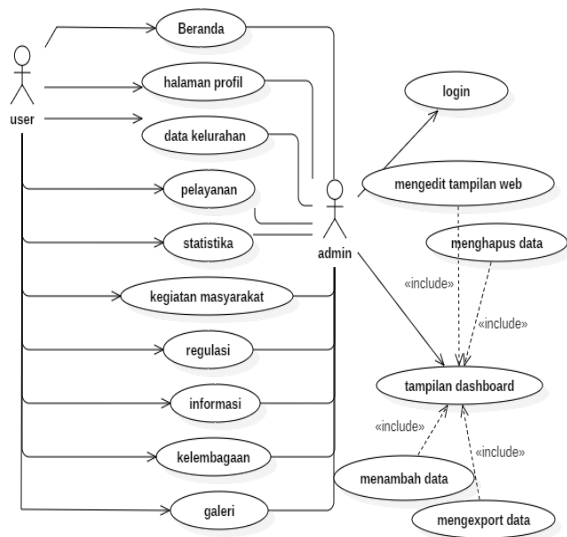 Beranda
halaman profil
user
data kelurahan
login
pelayanan
mengedit tampilan web
statistika
admin
menghapus data
«include»
kegiatan masyarakat
«include»
regulasi
tampilan dashboard
informasi
«include»
kelembagaan
«include»
menambah data
galeri
mengexport data